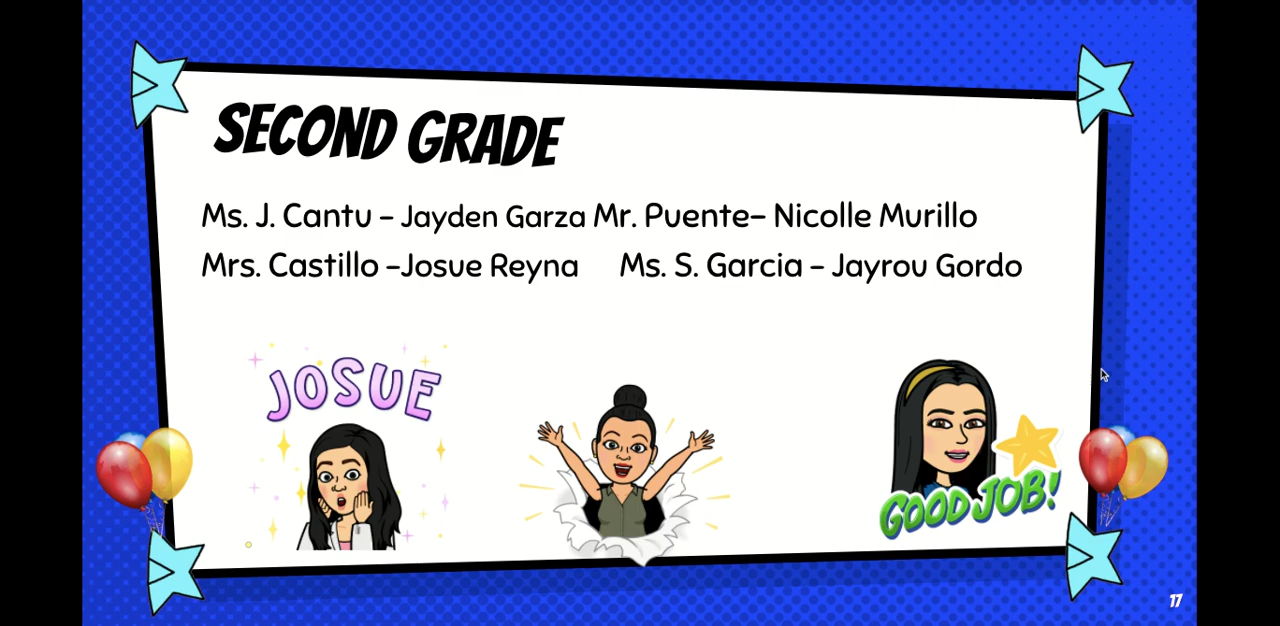 SECOND GRADE
Ms. J. Cantu - Jayden Garza Mr. Puente- Nicolle Murillo
Mrs. Castillo -Josue Reyna Ms. S. Garcia - Jayrou Gordo
JOSUE
GOOD JOB!
17